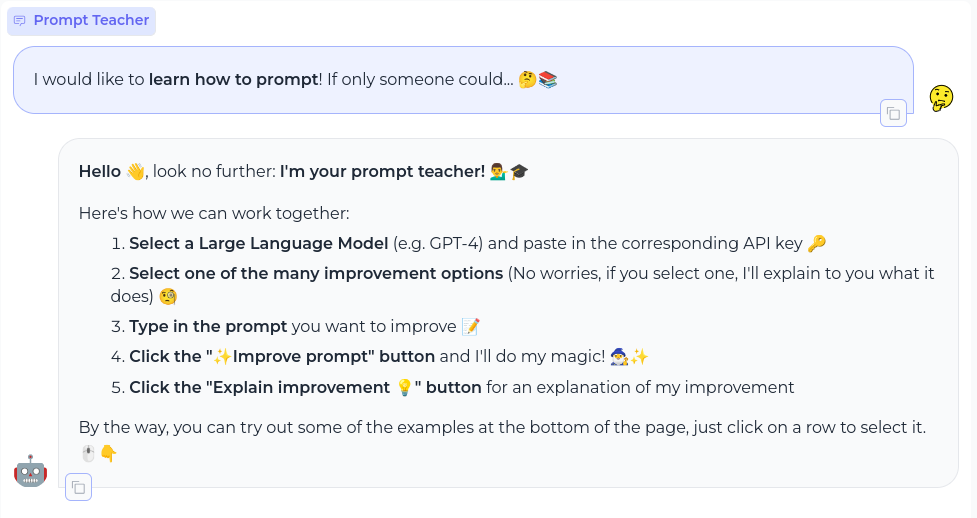 Prompt Teacher
I would like to learn how to prompt! If only someone could... 🤔📚
Hello 👋, look no further: I'm your prompt teacher! 💁‍♂️🎓
Here's how we can work together:
1. Select a Large Language Model (e.g. GPT-4) and paste in the corresponding API key 🔑
2. Select one of the many improvement options (No worries, if you select one, I'll explain to you what it
does) 🧐
3. Type in the prompt you want to improve 📝
4. Click the "✨Improve prompt" button and I'll do my magic! 🧙‍♂️✨
5. Click the "Explain improvement 💡" button for an explanation of my improvement
By the way, you can try out some of the examples at the bottom of the page, just click on a row to select it.
🖱️👇